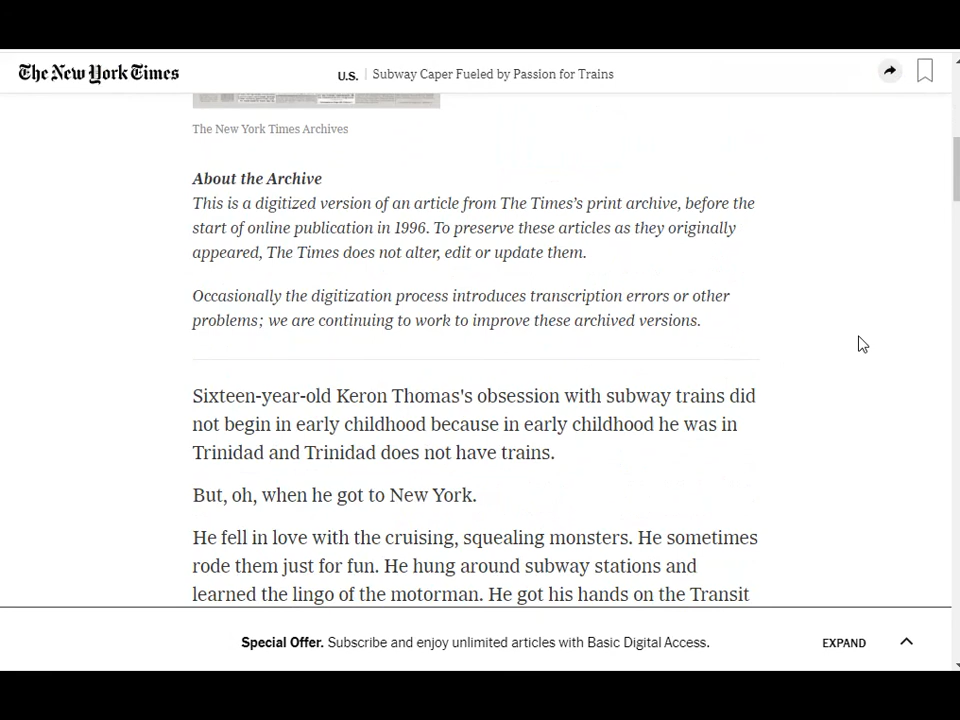 The New York Times
U.S. | Subway Caper Fueled by Passion for Trains
The New York Times Archives
About the Archive
This is a digitized version of an article from The Times's print archive, before the
start of online publication in 1996. To preserve these articles as they originally
appeared, The Times does not alter, edit or update them.
Occasionally the digitization process introduces transcription errors or other
problems; we are continuing to work to improve these archived versions.
Sixteen-year-old Keron Thomas's obsession with subway trains did
not begin in early childhood because in early childhood he was in
Trinidad and Trinidad does not have trains.
But, oh, when he got to New York.
He fell in love with the cruising, squealing monsters. He sometimes
rode them just for fun. He hung around subway stations and
learned the lingo of the motorman. He got his hands on the Transit
Special Offer. Subscribe and enjoy unlimited articles with Basic Digital Access.
EXPAND